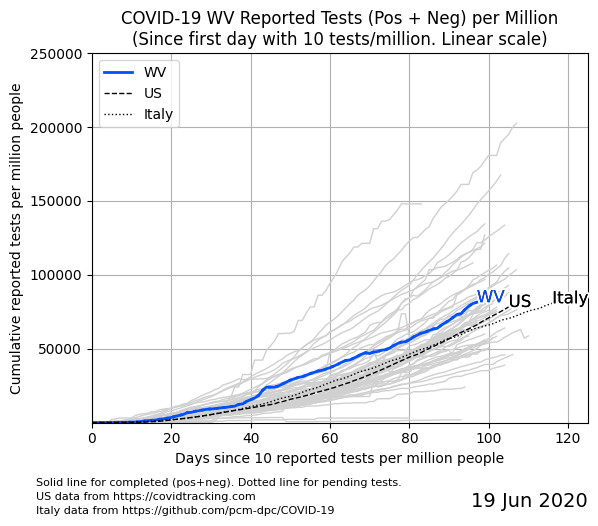 COVID-19 WV Reported Tests (Pos + Neg) per Million
(Since first day with 10 tests/million. Linear scale)
Cumulative reported tests per million people
250000
200000
150000
100000
50000
WV
US
Italy
WV
US
Italy
0
20
40
60
80
100
120
Days since 10 reported tests per million people
Solid line for completed (pos+neg). Dotted line for pending tests.
US data from https://covidtracking.com
Italy data from https://github.com/pcm-dpc/COVID-19
19 Jun 2020